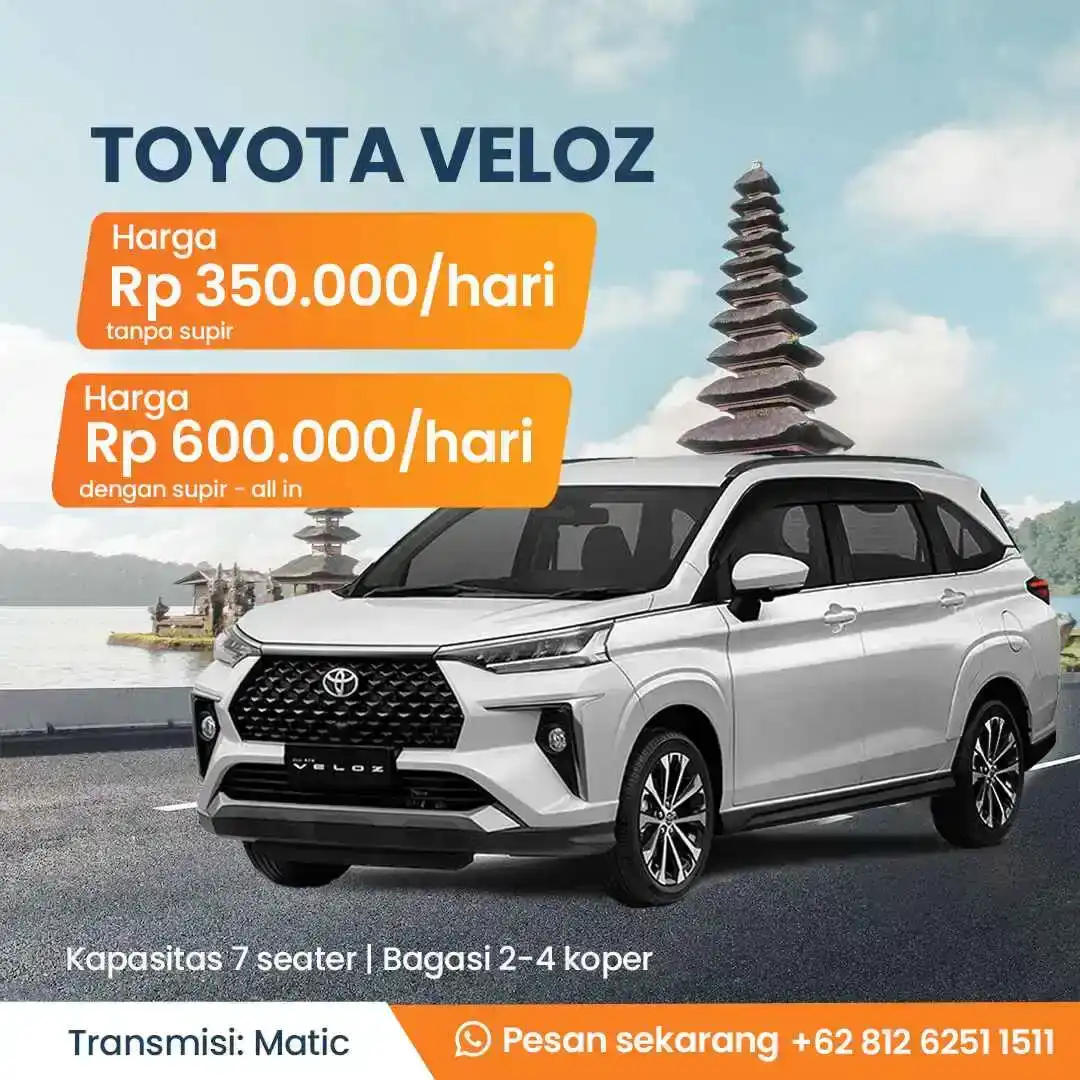 TOYOTA VELOZ
Harga
Rp 350.000/hari
tanpa supir
Harga
Rp 600.000/hari
dengan supir - all in
VELOZ
Kapasitas 7 seater | Bagasi 2-4 koper
Transmisi: Matic
Pesan sekarang +62 812 6251 1511